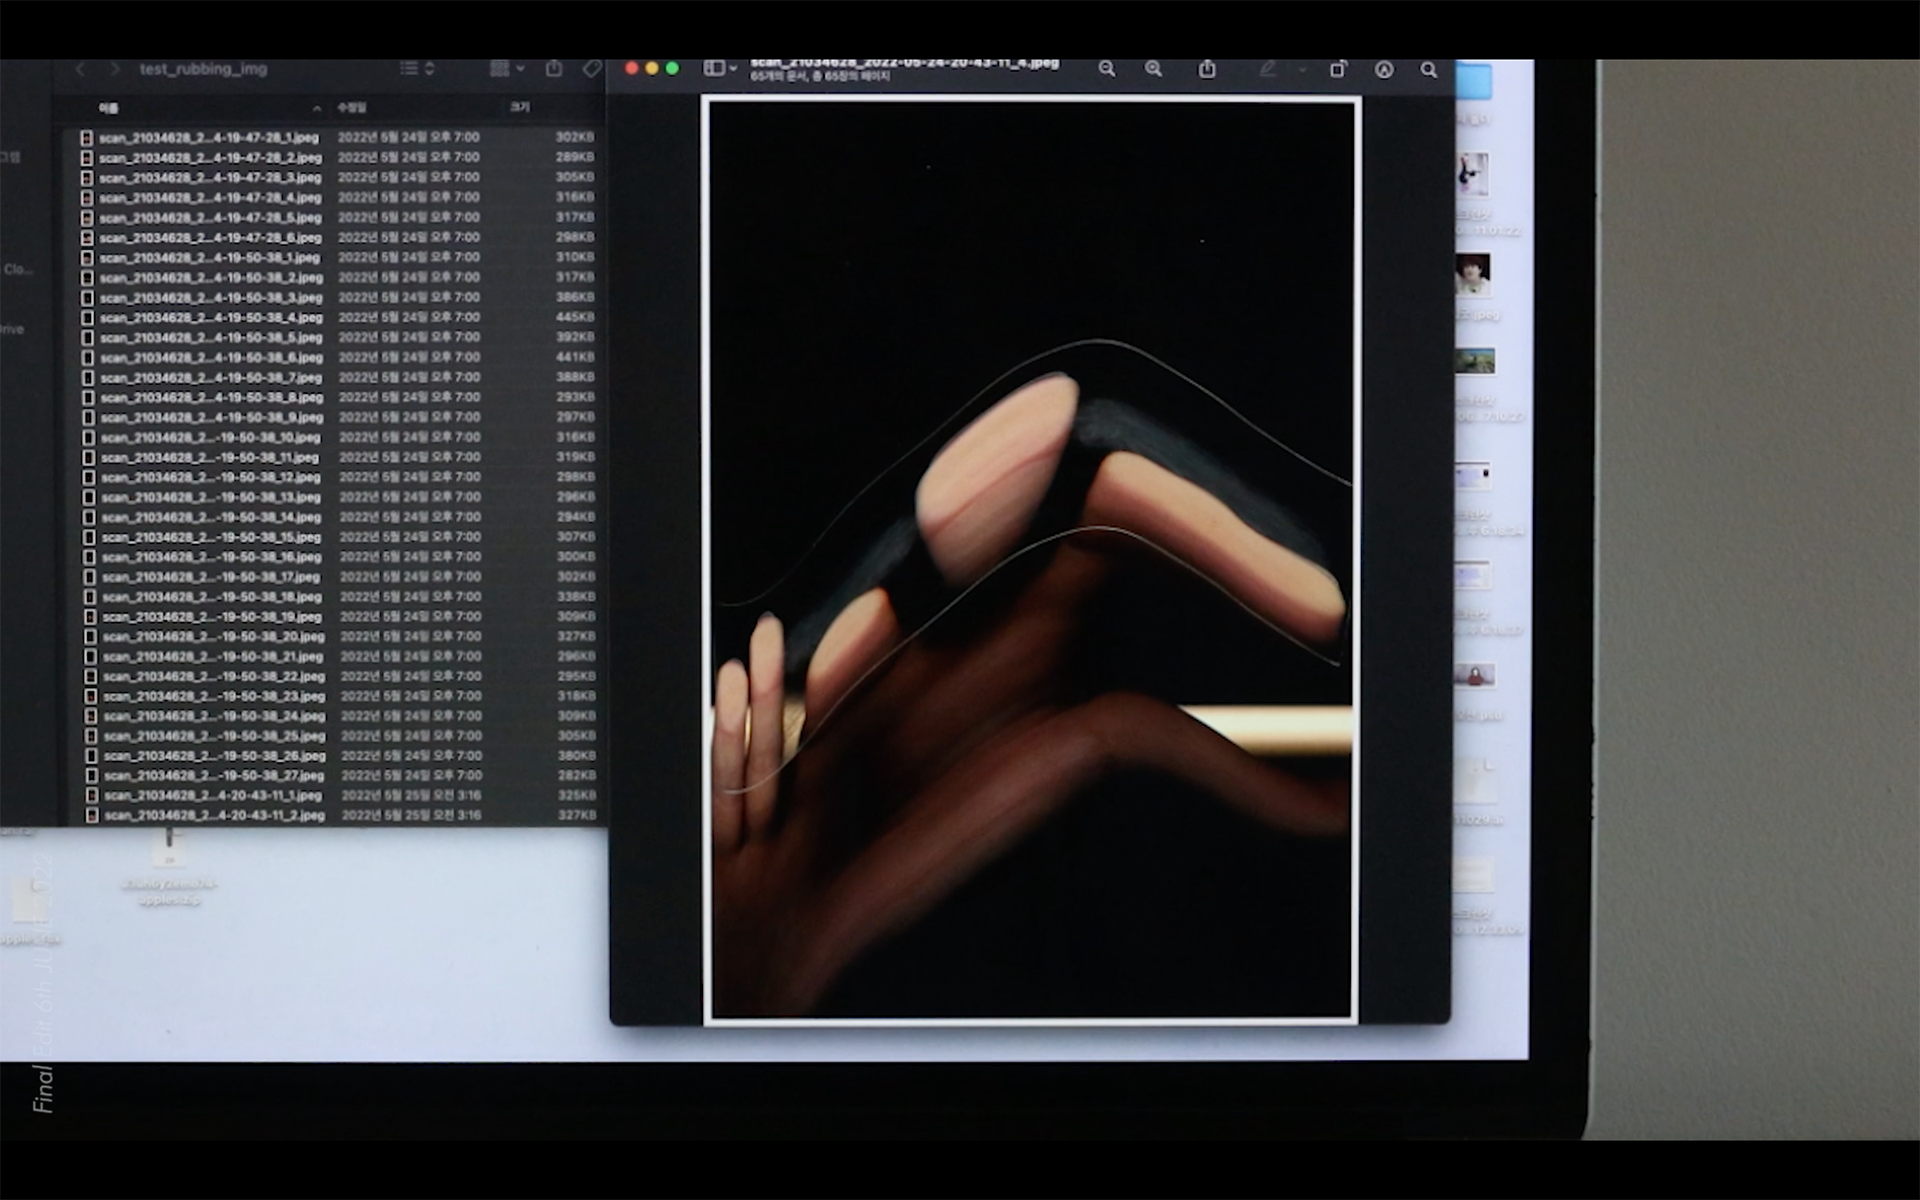 test_rubbing_img
이름 수정일 크기
scan_21034628_2...4-19-47-28_1.jpeg 2022년 5월 24일 오후 7:00 302KB
scan_21034628_2...4-19-47-28_2.jpeg 2022년 5월 24일 오후 7:00 289KB
scan_21034628_2...4-19-47-28_3.jpeg 2022년 5월 24일 오후 7:00 305KB
scan_21034628_2...4-19-47-28_4.jpeg 2022년 5월 24일 오후 7:00 316KB
scan_21034628_2...4-19-47-28_5.jpeg 2022년 5월 24일 오후 7:00 317KB
scan_21034628_2...4-19-47-28_6.jpeg 2022년 5월 24일 오후 7:00 298KB
scan_21034628_2...4-19-50-38_1.jpeg 2022년 5월 24일 오후 7:00 310KB
scan_21034628_2...4-19-50-38_2.jpeg 2022년 5월 24일 오후 7:00 317KB
scan_21034628_2...4-19-50-38_3.jpeg 2022년 5월 24일 오후 7:00 386KB
scan_21034628_2...4-19-50-38_4.jpeg 2022년 5월 24일 오후 7:00 445KB
scan_21034628_2...4-19-50-38_5.jpeg 2022년 5월 24일 오후 7:00 392KB
scan_21034628_2...4-19-50-38_6.jpeg 2022년 5월 24일 오후 7:00 441KB
scan_21034628_2...4-19-50-38_7.jpeg 2022년 5월 24일 오후 7:00 388KB
scan_21034628_2...4-19-50-38_8.jpeg 2022년 5월 24일 오후 7:00 293KB
scan_21034628_2...4-19-50-38_9.jpeg 2022년 5월 24일 오후 7:00 297KB
scan_21034628_2...-19-50-38_10.jpeg 2022년 5월 24일 오후 7:00 316KB
scan_21034628_2...-19-50-38_11.jpeg 2022년 5월 24일 오후 7:00 319KB
scan_21034628_2...-19-50-38_12.jpeg 2022년 5월 24일 오후 7:00 298KB
scan_21034628_2...-19-50-38_13.jpeg 2022년 5월 24일 오후 7:00 296KB
scan_21034628_2...-19-50-38_14.jpeg 2022년 5월 24일 오후 7:00 294KB
scan_21034628_2...-19-50-38_15.jpeg 2022년 5월 24일 오후 7:00 307KB
scan_21034628_2...-19-50-38_16.jpeg 2022년 5월 24일 오후 7:00 300KB
scan_21034628_2...-19-50-38_17.jpeg 2022년 5월 24일 오후 7:00 302KB
scan_21034628_2...-19-50-38_18.jpeg 2022년 5월 24일 오후 7:00 338KB
scan_21034628_2...-19-50-38_19.jpeg 2022년 5월 24일 오후 7:00 309KB
scan_21034628_2...-19-50-38_20.jpeg 2022년 5월 24일 오후 7:00 327KB
scan_21034628_2...-19-50-38_21.jpeg 2022년 5월 24일 오후 7:00 296KB
scan_21034628_2...-19-50-38_22.jpeg 2022년 5월 24일 오후 7:00 295KB
scan_21034628_2...-19-50-38_23.jpeg 2022년 5월 24일 오후 7:00 318KB
scan_21034628_2...-19-50-38_24.jpeg 2022년 5월 24일 오후 7:00 309KB
scan_21034628_2...-19-50-38_25.jpeg 2022년 5월 24일 오후 7:00 305KB
scan_21034628_2...-19-50-38_26.jpeg 2022년 5월 24일 오후 7:00 380KB
scan_21034628_2...-19-50-38_27.jpeg 2022년 5월 24일 오후 7:00 282KB
scan_21034628_2...4-20-43-11_1.jpeg 2022년 5월 25일 오전 3:16 325KB
scan_21034628_2...4-20-43-11_2.jpeg 2022년 5월 25일 오전 3:16 327KB
scan_21034628_2022-05-24-20-43-11_4.jpeg
65개의 문서, 총 65장의 페이지
Clo...
Final Edit 6th JUNE 2022